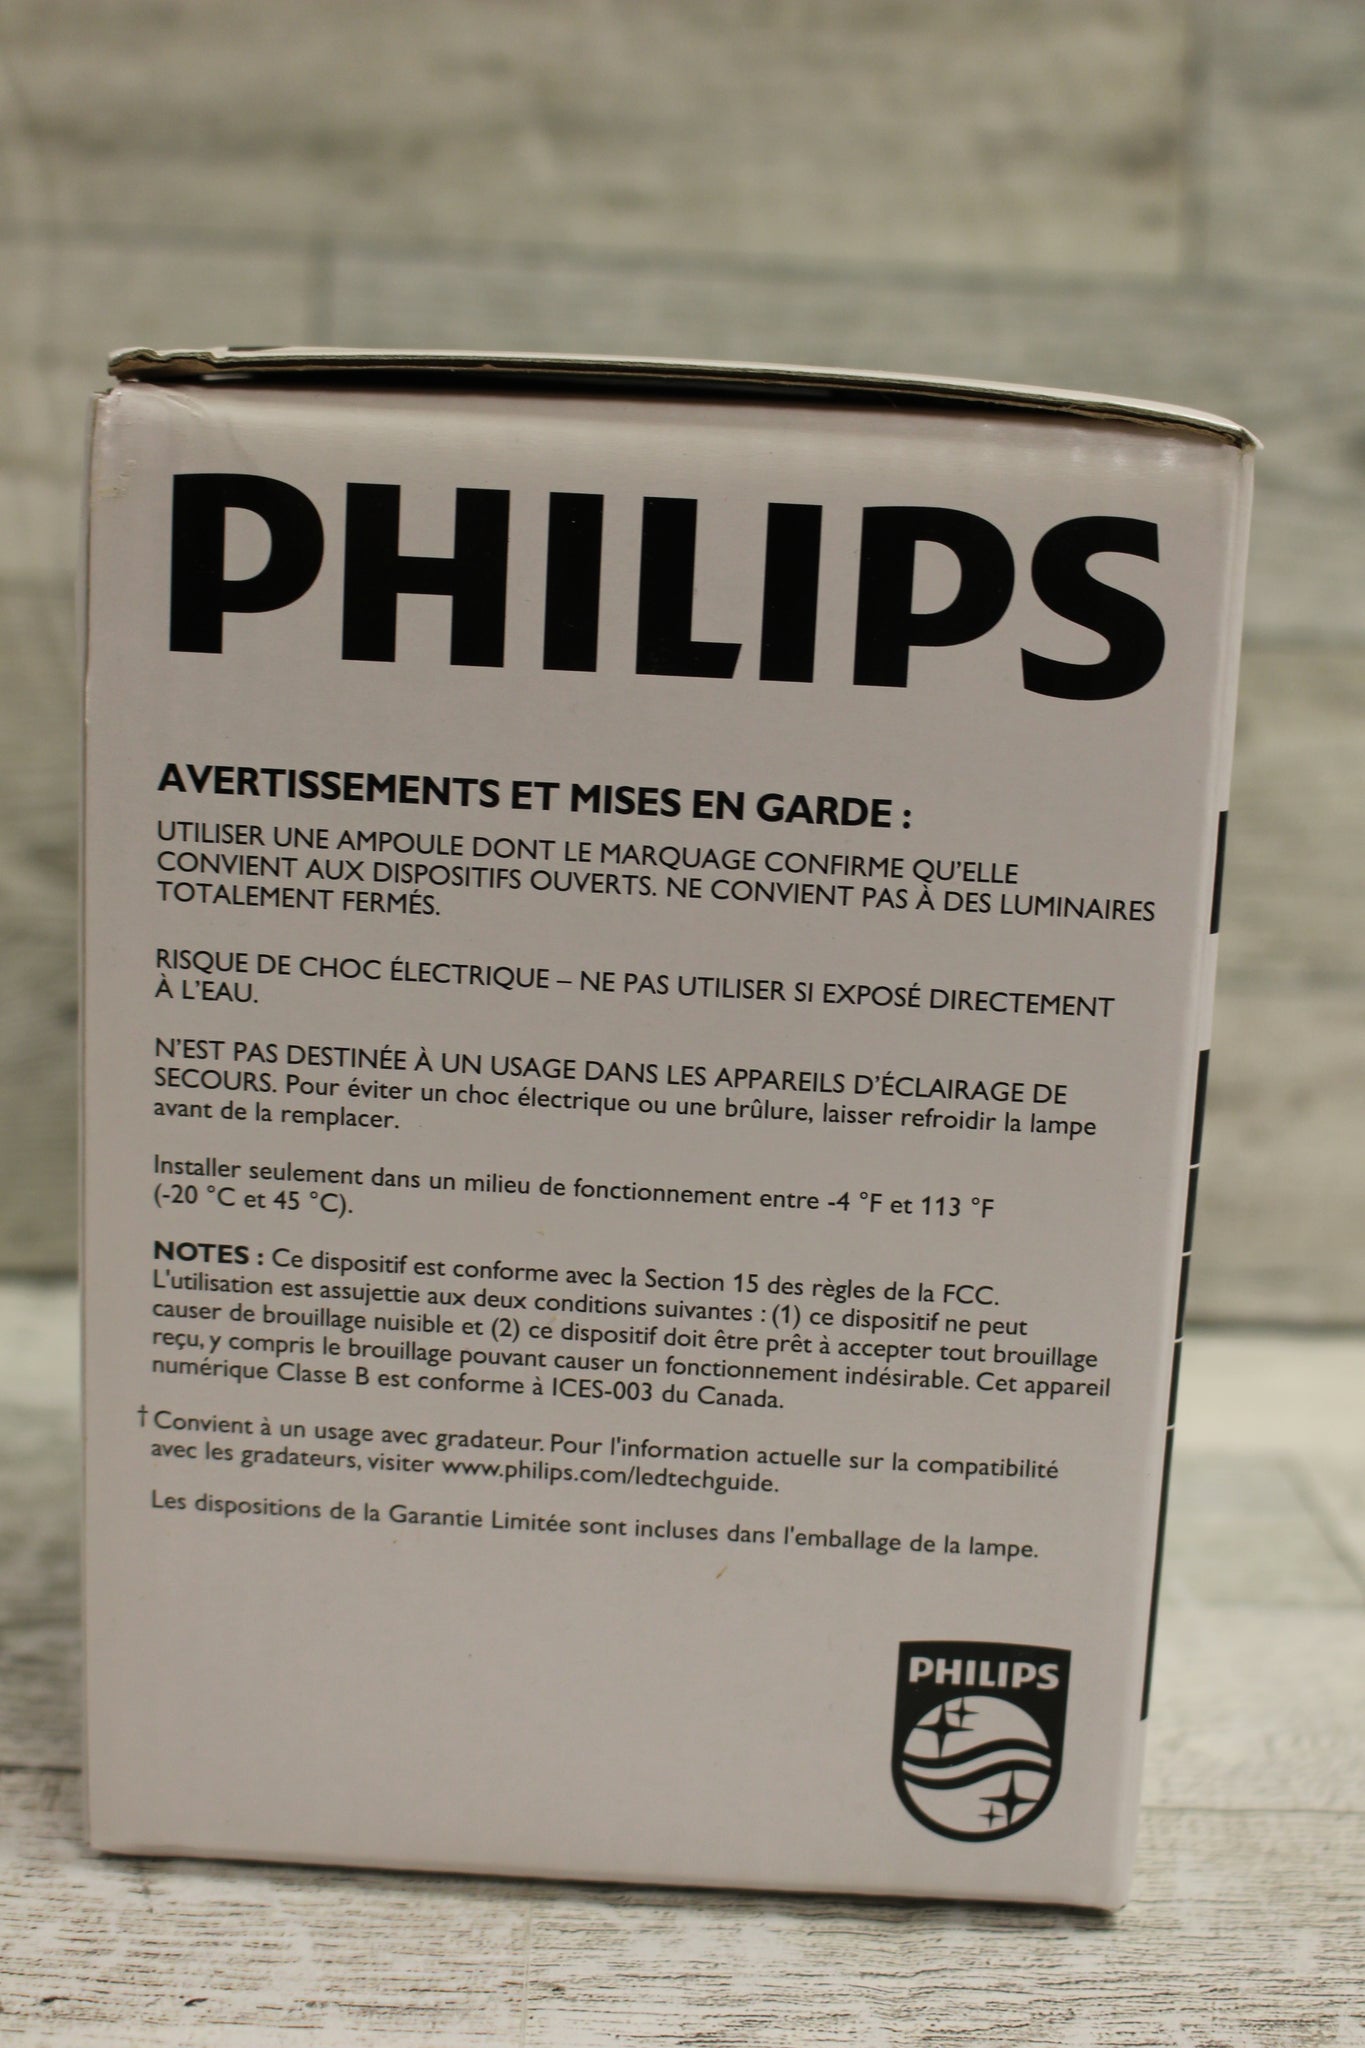 PHILIPS
AVERTISSEMENTS ET MISES EN GARDE :
UTILISER UNE AMPOULE DONT LE MARQUAGE CONFIRME QU'ELLE
CONVIENT AUX DISPOSITIFS OUVERTS. NE CONVIENT PAS À DES LUMINAIRES
TOTALEMENT FERMÉS.
RISQUE DE CHOC ÉLECTRIQUE – NE PAS UTILISER SI EXPOSÉ DIRECTEMENT
À L'EAU.
N'EST PAS DESTINÉE À UN USAGE DANS LES APPAREILS D'ÉCLAIRAGE DE
SECOURS. Pour éviter un choc électrique ou une brûlure, laisser refroidir la lampe
avant de la remplacer.
Installer seulement dans un milieu de fonctionnement entre -4 °F et 113 °F
(-20 °C et 45 °C).
NOTES : Ce dispositif est conforme avec la Section 15 des règles de la FCC.
L'utilisation est assujettie aux deux conditions suivantes : (1) ce dispositif ne peut
causer de brouillage nuisible et (2) ce dispositif doit être prêt à accepter tout brouillage
reçu, y compris le brouillage pouvant causer un fonctionnement indésirable. Cet appareil
numérique Classe B est conforme à ICES-003 du Canada.
† Convient à un usage avec gradateur. Pour l'information actuelle sur la compatibilité
avec les gradateurs, visiter www.philips.com/ledtechguide.
Les dispositions de la Garantie Limitée sont incluses dans l'emballage de la lampe.
PHILIPS